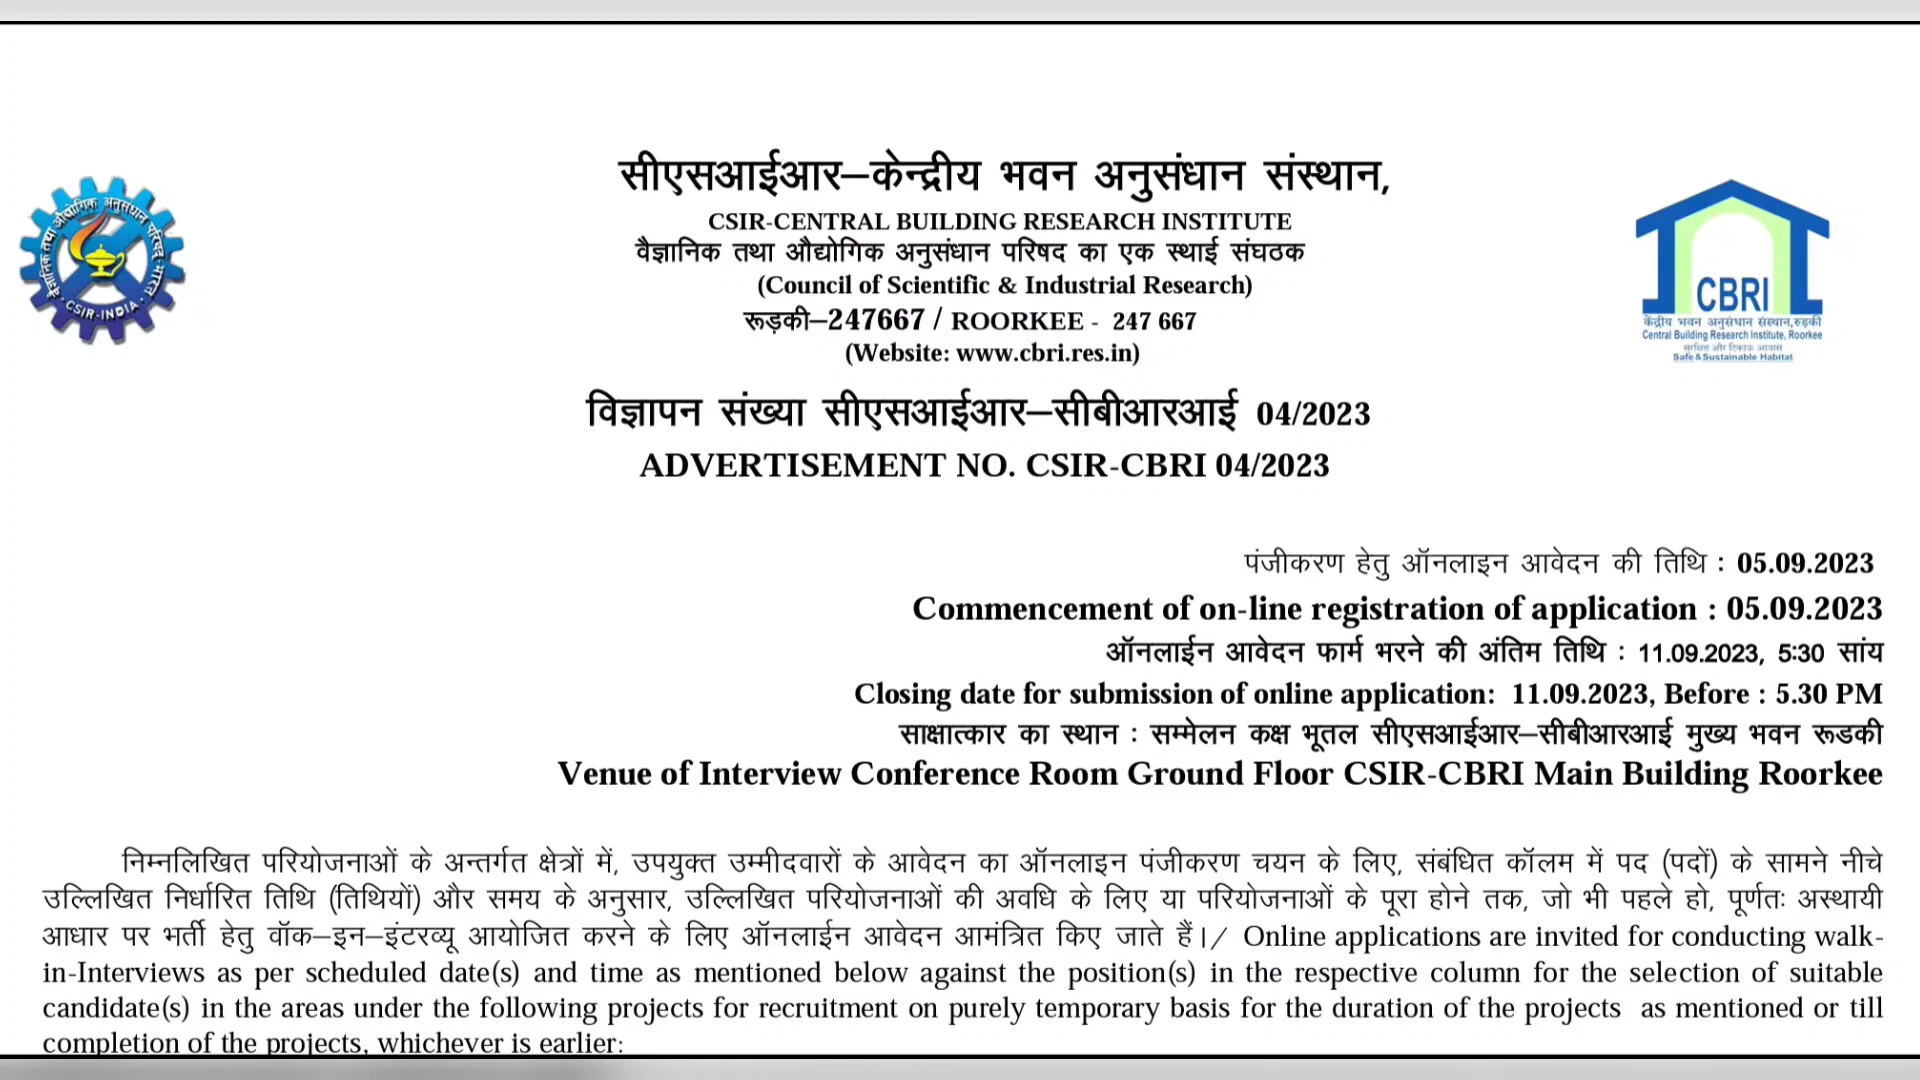 सीएसआईआर–केन्द्रीय भवन अनुसंधान संस्थान,
CSIR-CENTRAL BUILDING RESEARCH INSTITUTE
वैज्ञानिक तथा औद्योगिक अनुसंधान परिषद का एक स्थाई संघठक
(Council of Scientific & Industrial Research)
रूड़की–247667 / ROORKEE - 247 667
(Website: www.cbri.res.in)
वैज्ञानिक तथा औद्योगिक अनुसंधान परिषद भारत
CSIR-INDIA
CBRI
केंद्रीय भवन अनुसंधान संस्थान,रुड़की
Central Building Research Institute, Roorkee
सुरक्षित और टिकाऊ आवास
Safe & Sustainable Habitat
विज्ञापन संख्या सीएसआईआर–सीबीआरआई 04/2023
ADVERTISEMENT NO. CSIR-CBRI 04/2023
पंजीकरण हेतु ऑनलाइन आवेदन की तिथि : 05.09.2023
Commencement of on-line registration of application : 05.09.2023
ऑनलाईन आवेदन फार्म भरने की अंतिम तिथि : 11.09.2023, 5:30 सांय
Closing date for submission of online application: 11.09.2023, Before : 5.30 PM
साक्षात्कार का स्थान : सम्मेलन कक्ष भूतल सीएसआईआर–सीबीआरआई मुख्य भवन रूडकी
Venue of Interview Conference Room Ground Floor CSIR-CBRI Main Building Roorkee
निम्नलिखित परियोजनाओं के अन्तर्गत क्षेत्रों में, उपयुक्त उम्मीदवारों के आवेदन का ऑनलाइन पंजीकरण चयन के लिए, संबंधित कॉलम में पद (पदों) के सामने नीचे
उल्लिखित निर्धारित तिथि (तिथियों) और समय के अनुसार, उल्लिखित परियोजनाओं की अवधि के लिए या परियोजनाओं के पूरा होने तक, जो भी पहले हो, पूर्णतः अस्थायी
आधार पर भर्ती हेतु वॉक–इन–इंटरव्यू आयोजित करने के लिए ऑनलाईन आवेदन आमंत्रित किए जाते हैं।/ Online applications are invited for conducting walk-
in-Interviews as per scheduled date(s) and time as mentioned below against the position(s) in the respective column for the selection of suitable
candidate(s) in the areas under the following projects for recruitment on purely temporary basis for the duration of the projects as mentioned or till
completion of the projects, whichever is earlier: